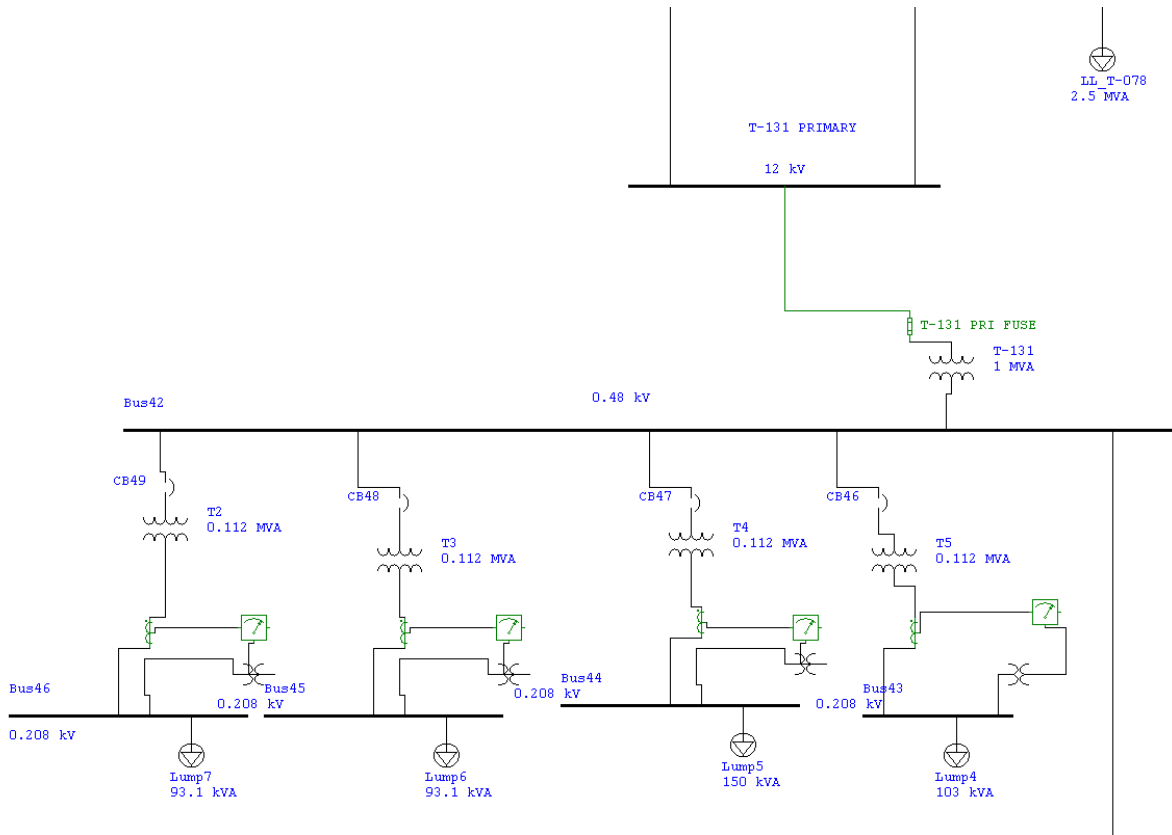 LL_T-078
2.5 MVA
T-131 PRIMARY
12 kV
T-131 PRI FUSE
T-131
1 MVA
Bus42
0.48 kV
CB49
T2
0.112 MVA
CB48
T3
0.112 MVA
CB47
T4
0.112 MVA
CB46
T5
0.112 MVA
Bus46
0.208 kV
Bus45
0.208 kV
Bus44
0.208 kV
Bus43
0.208 kV
Lump7
93.1 kVA
Lump6
93.1 kVA
Lump5
150 kVA
Lump4
103 kVA